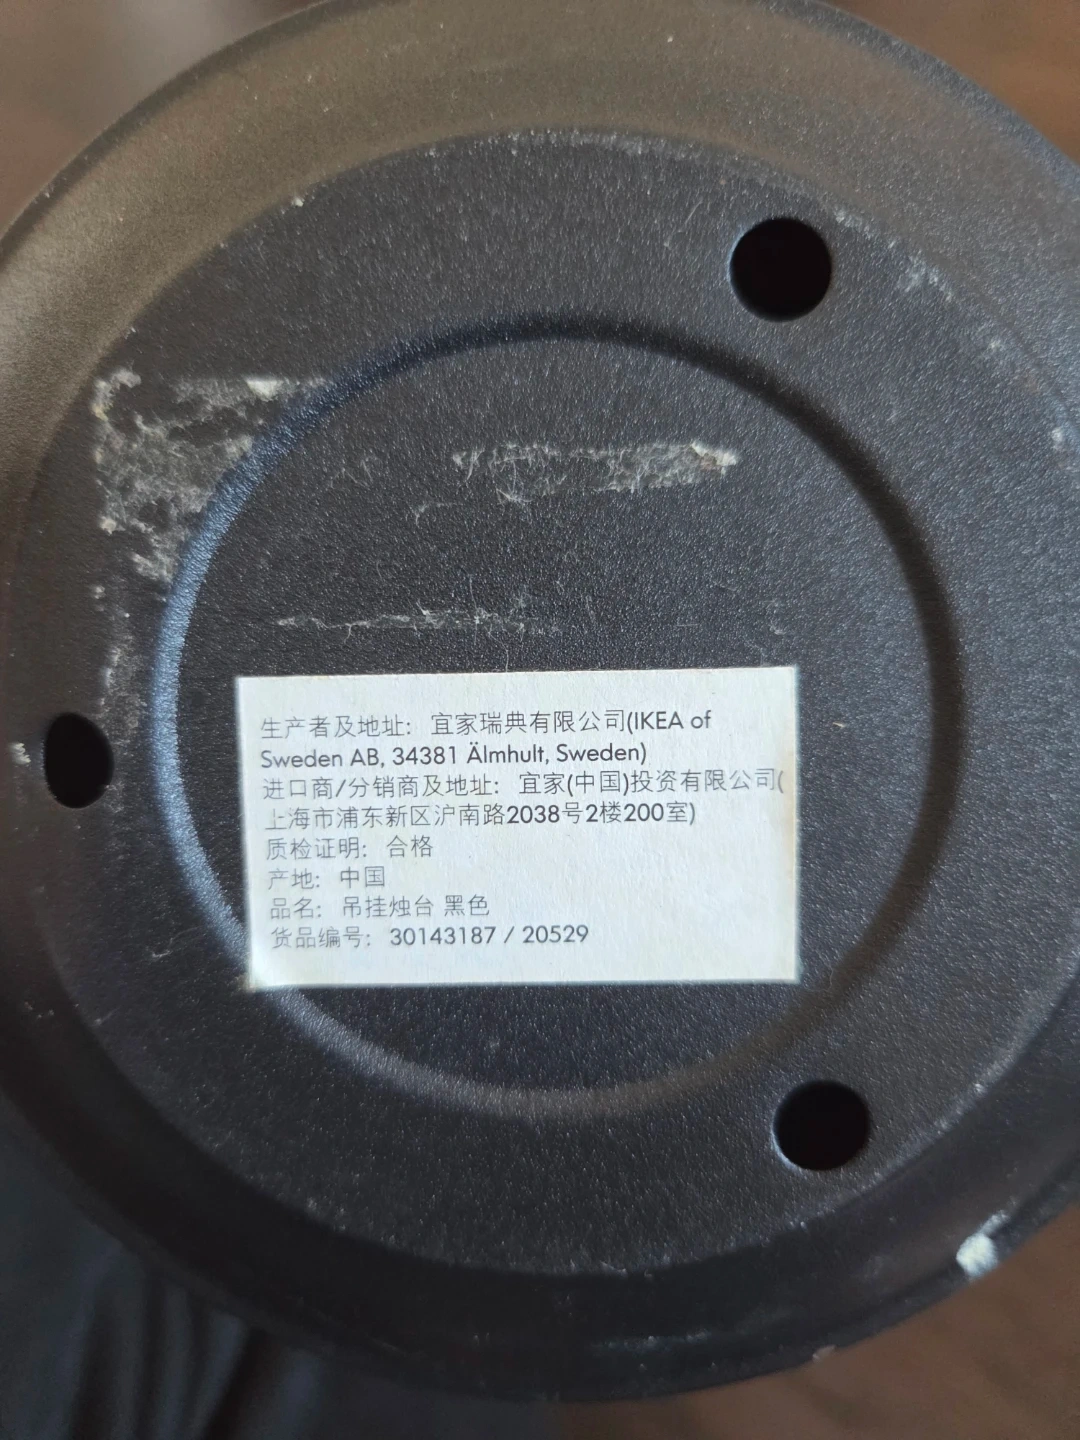 生产者及地址: 宜家瑞典有限公司(IKEA of
Sweden AB, 34381 Älmhult, Sweden)
进口商/分销商及地址: 宜家(中国)投资有限公司(
上海市浦东新区沪南路2038号2楼200室)
质检证明: 合格
产地: 中国
品名: 吊挂烛台 黑色
货品编号: 30143187 / 20529